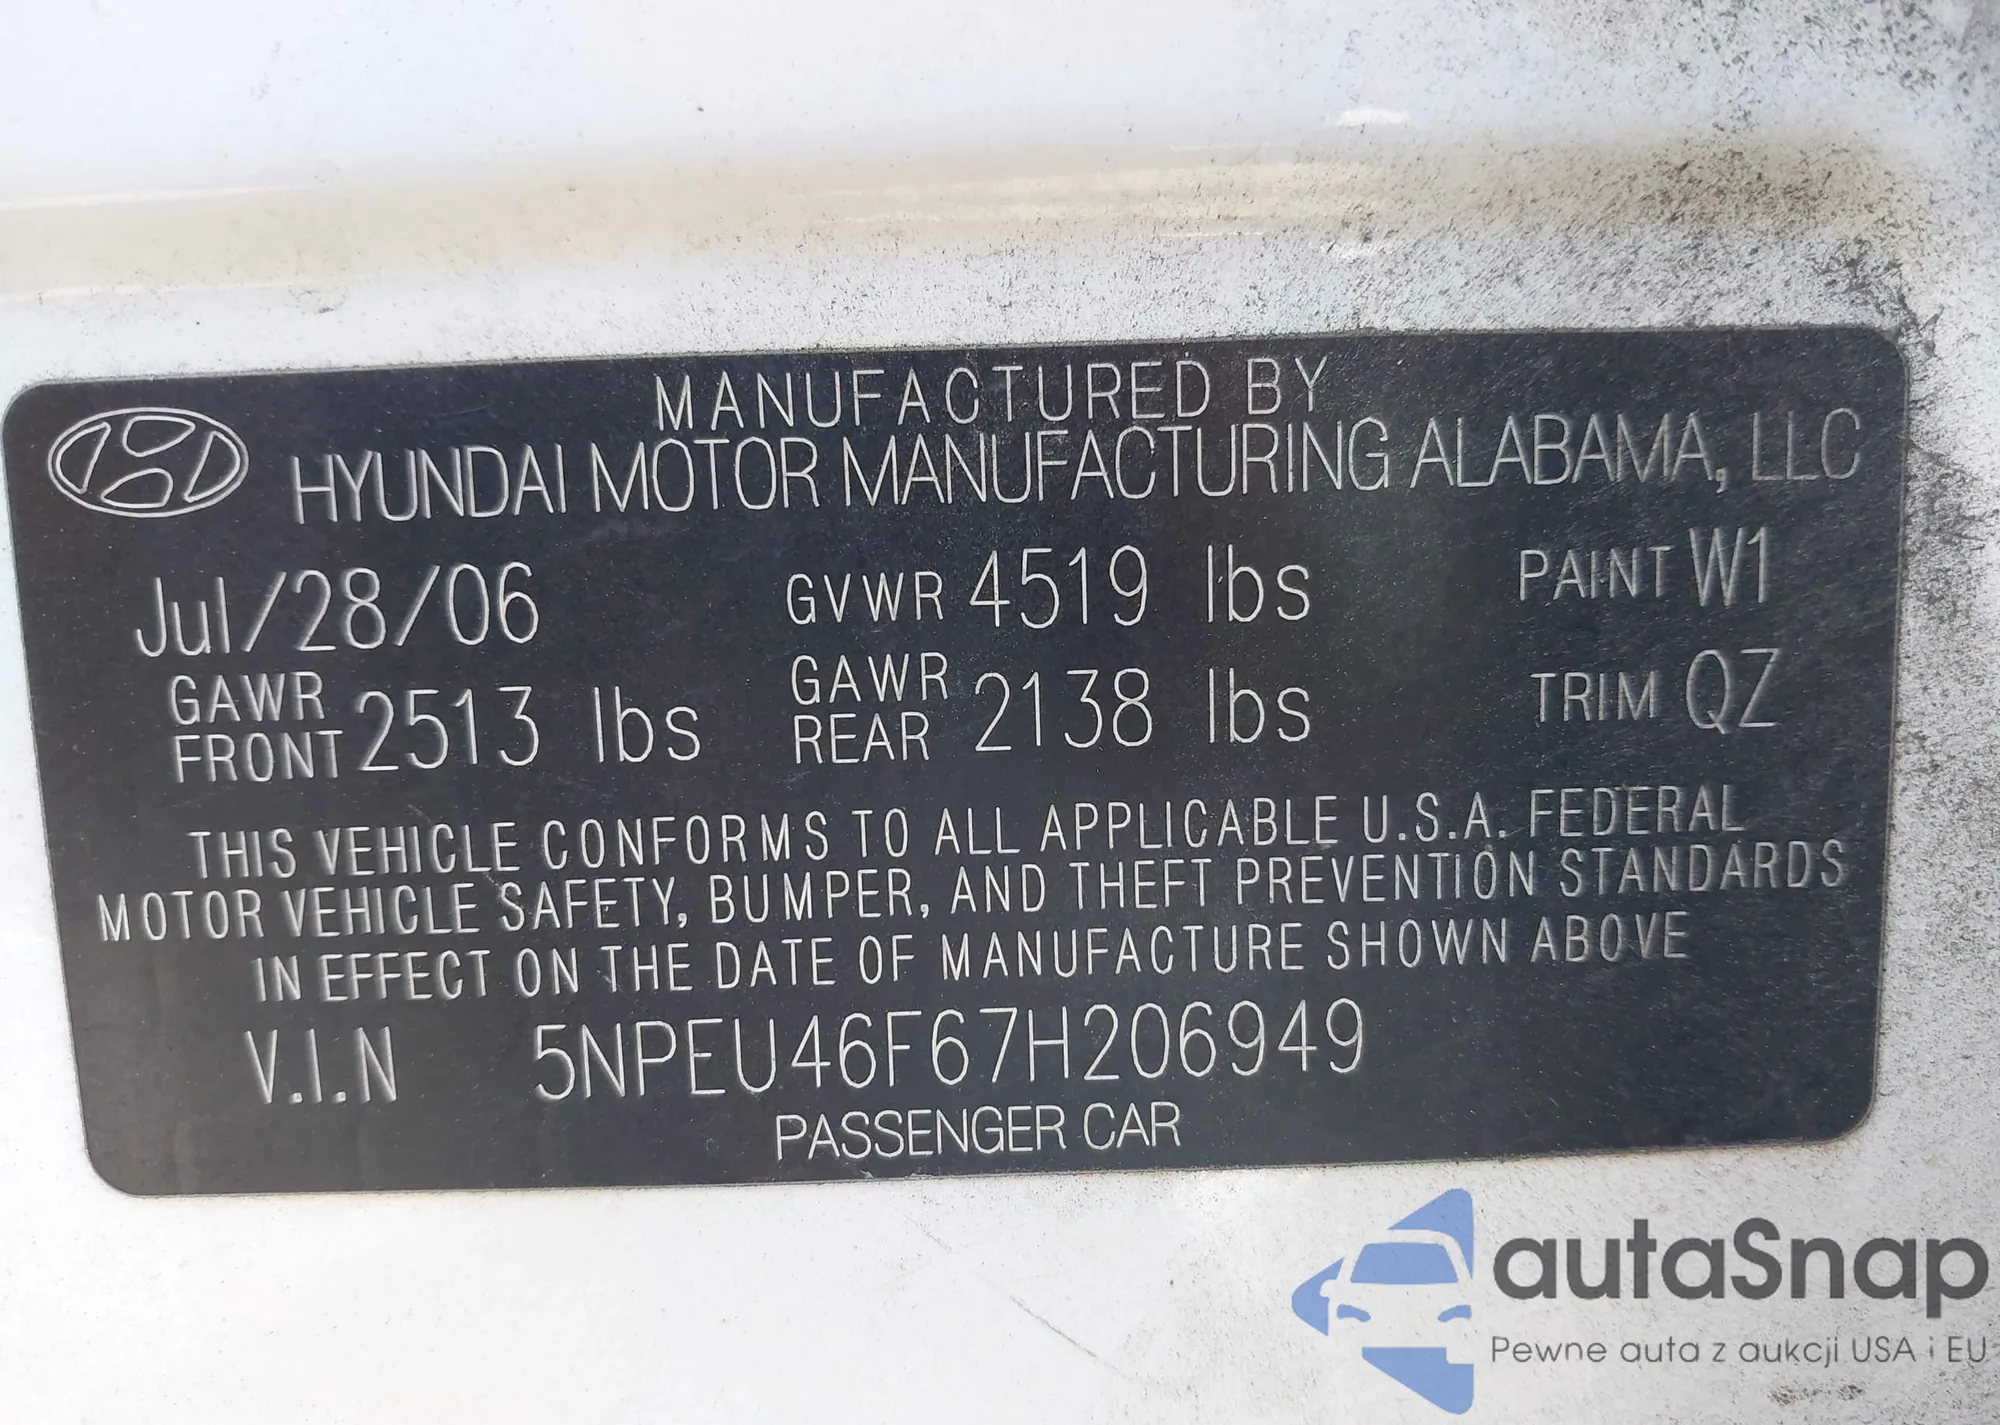 MANUFACTURED BY
HYUNDAI MOTOR MANUFACTURING ALABAMA, LLC
Jul/28/06 GVWR 4519 lbs PAINT W1
GAWR FRONT 2513 lbs GAWR REAR 2138 lbs TRIM QZ
THIS VEHICLE CONFORMS TO ALL APPLICABLE U.S.A. FEDERAL
MOTOR VEHICLE SAFETY, BUMPER, AND THEFT PREVENTION STANDARDS
IN EFFECT ON THE DATE OF MANUFACTURE SHOWN ABOVE
V.I.N 5NPEU46F67H206949
PASSENGER CAR
autaSnap
Pewne auta z aukcji USA i EU